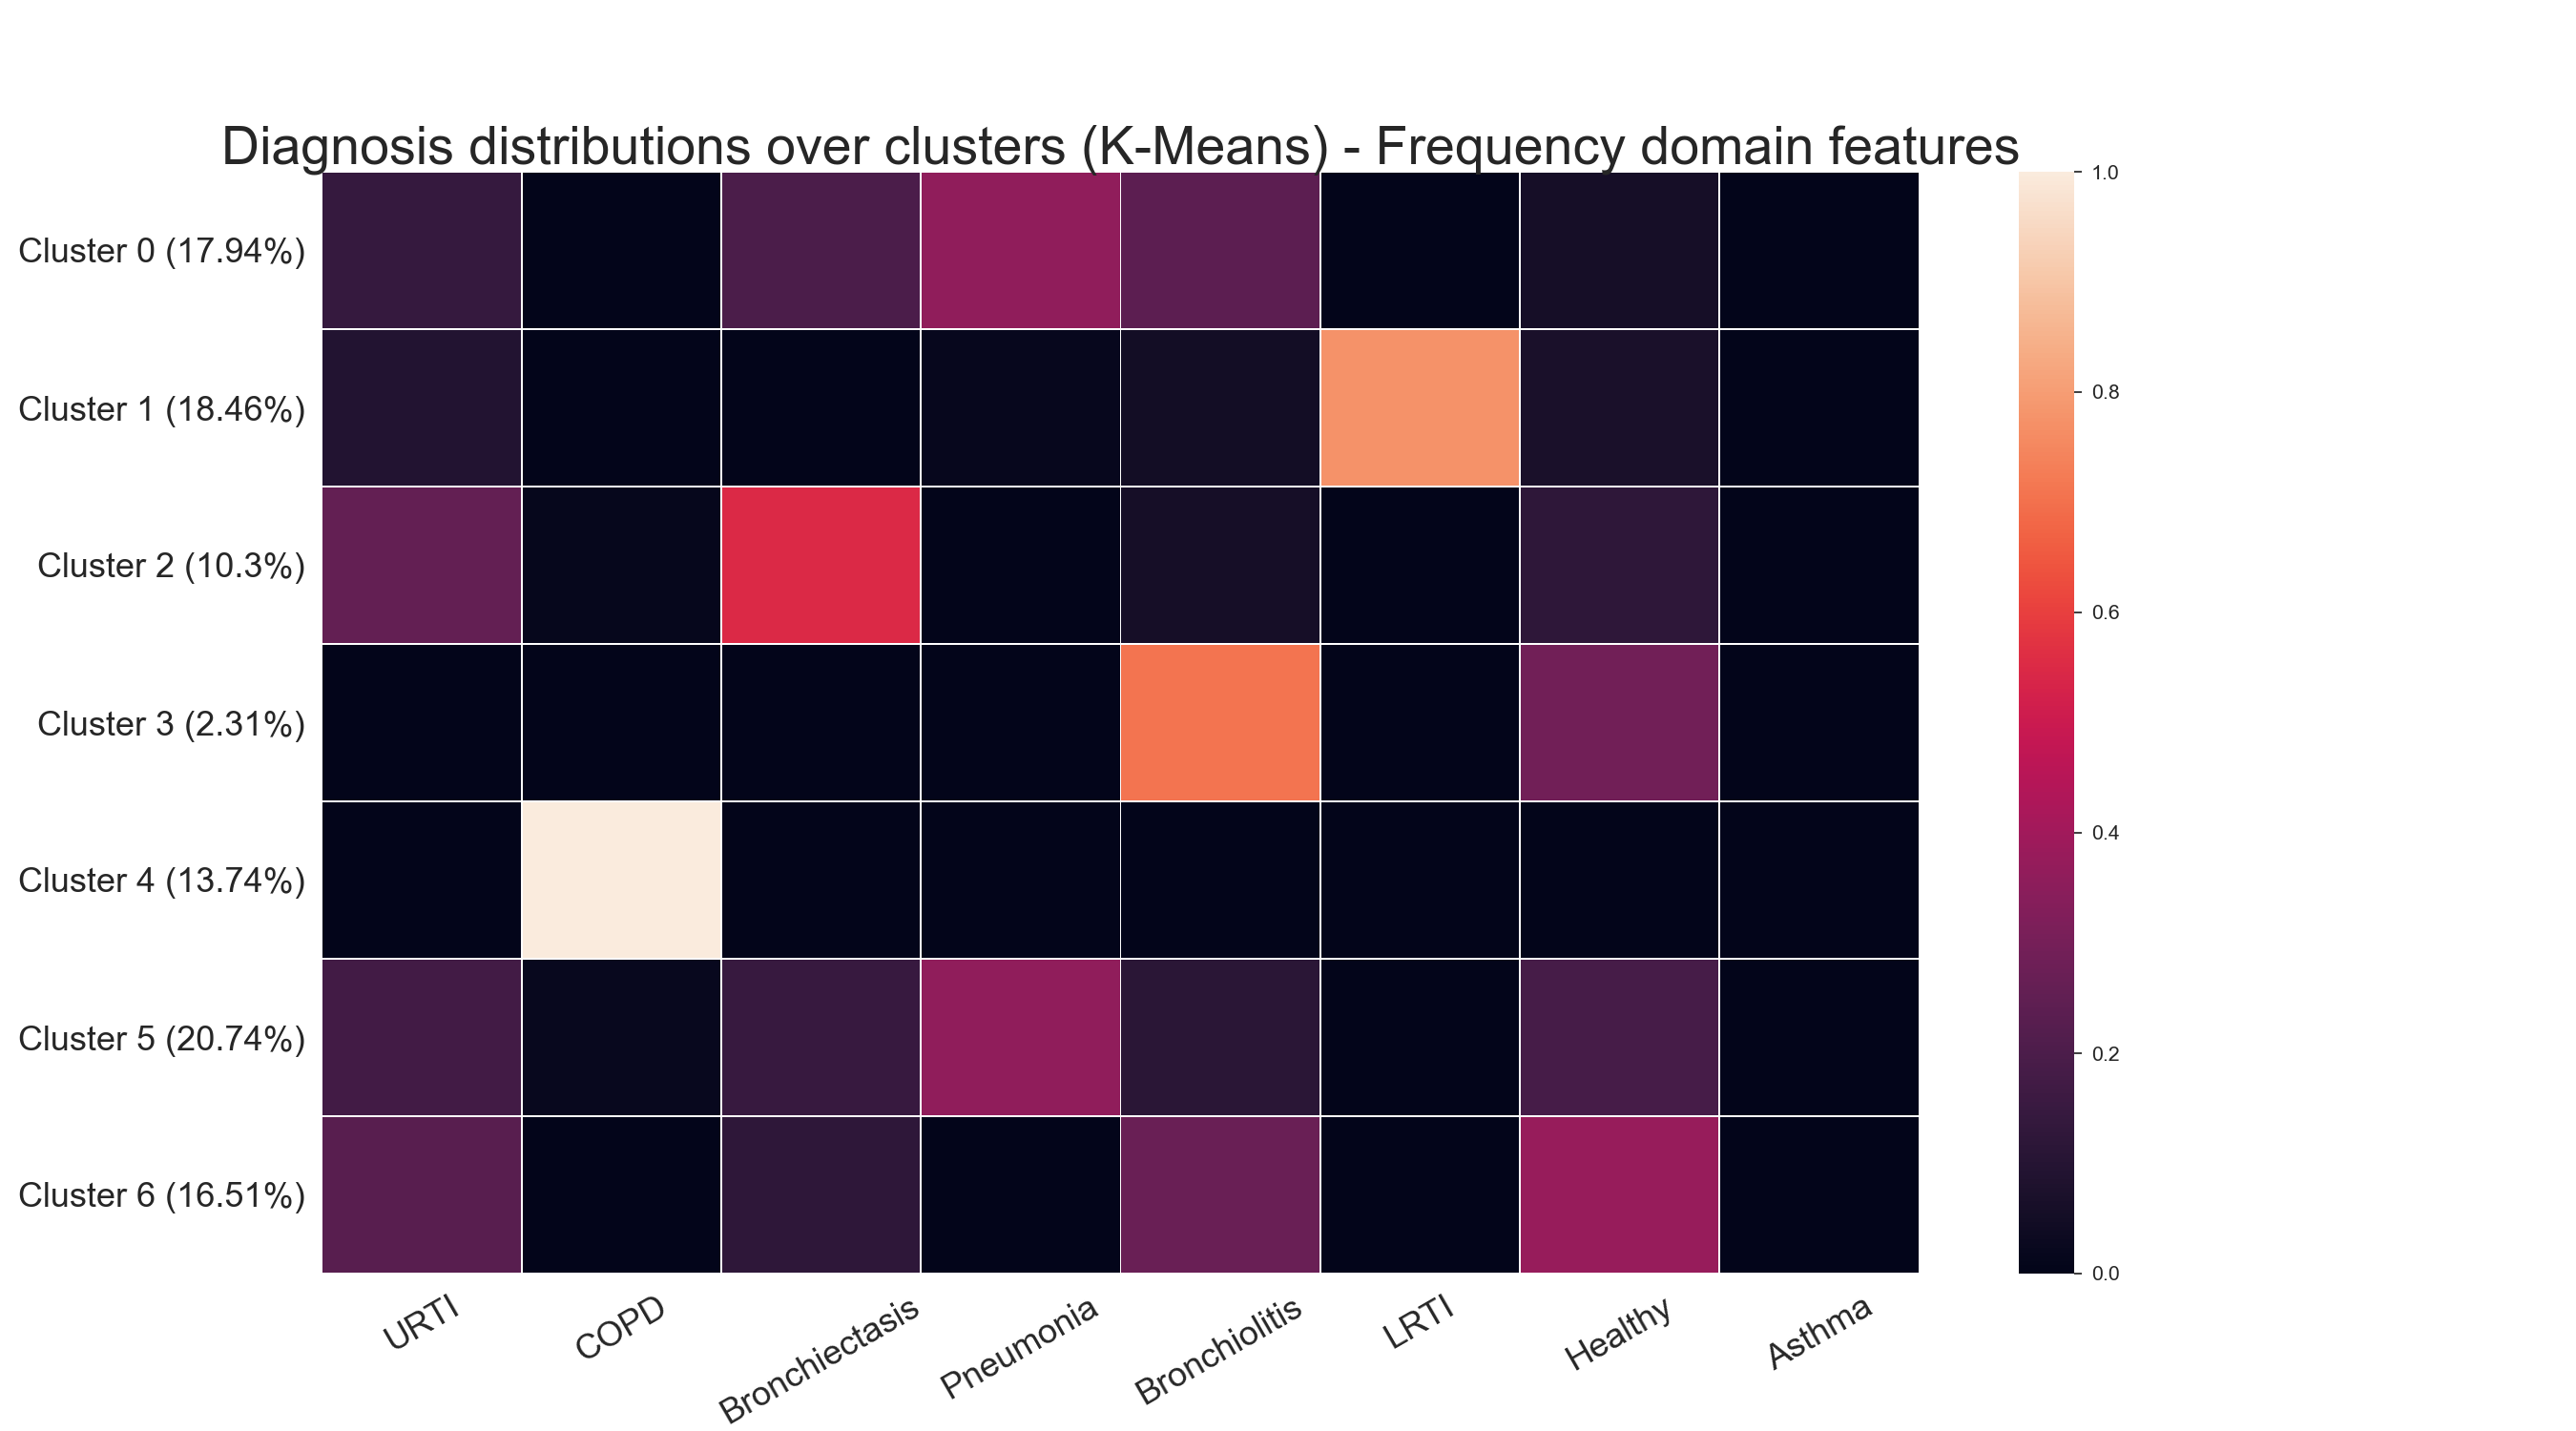 Diagnosis distributions over clusters (K-Means) - Frequency domain features
Cluster 0 (17.94%)
Cluster 1 (18.46%)
Cluster 2 (10.3%)
Cluster 3 (2.31%)
Cluster 4 (13.74%)
Cluster 5 (20.74%)
Cluster 6 (16.51%)
URTI
COPD
Bronchiectasis
Pneumonia
Bronchiolitis
LRTI
Healthy
Asthma
1.0
0.8
0.6
0.4
0.2
0.0